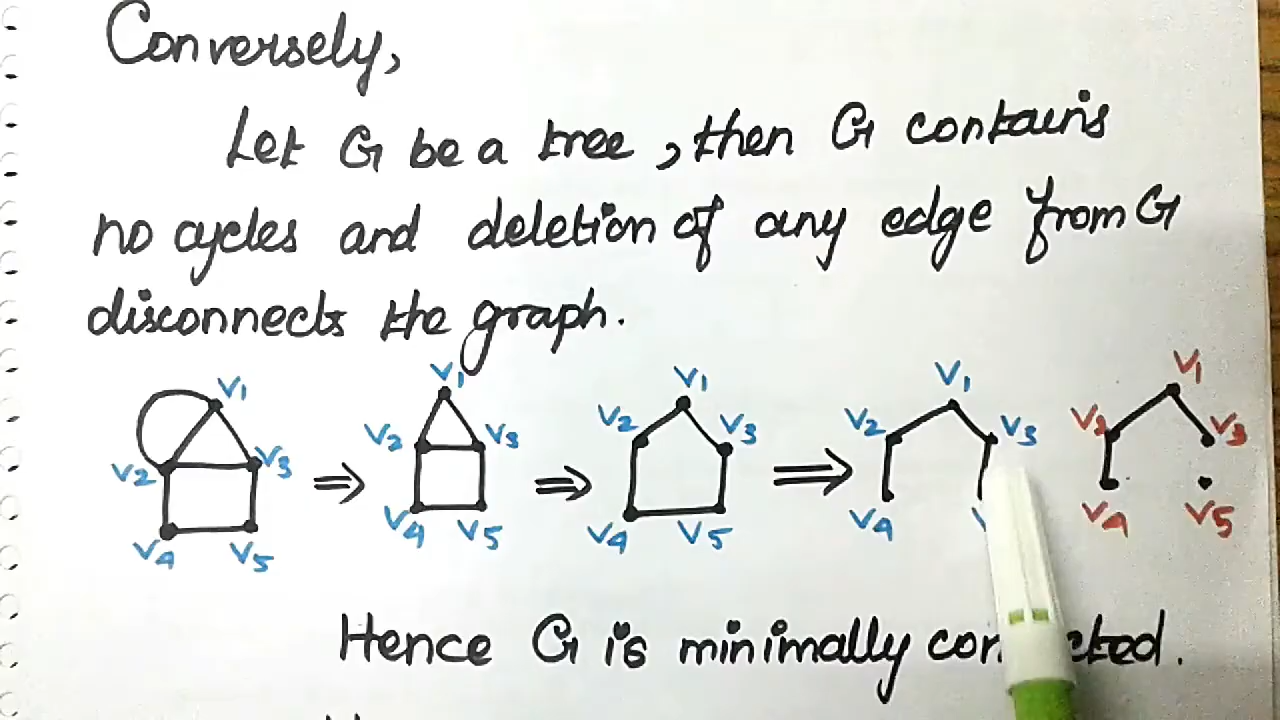 Conversely,
Let G be a tree, then G contains
no cycles and deletion of any edge from G
disconnects the graph.
V1 V1 V1 V1 V1
V2 V3 V2 V3 V2 V3 V2 V3 V2 V3
V4 V5 V4 V5 V4 V5 V4 V4 V5
Hence G is minimally